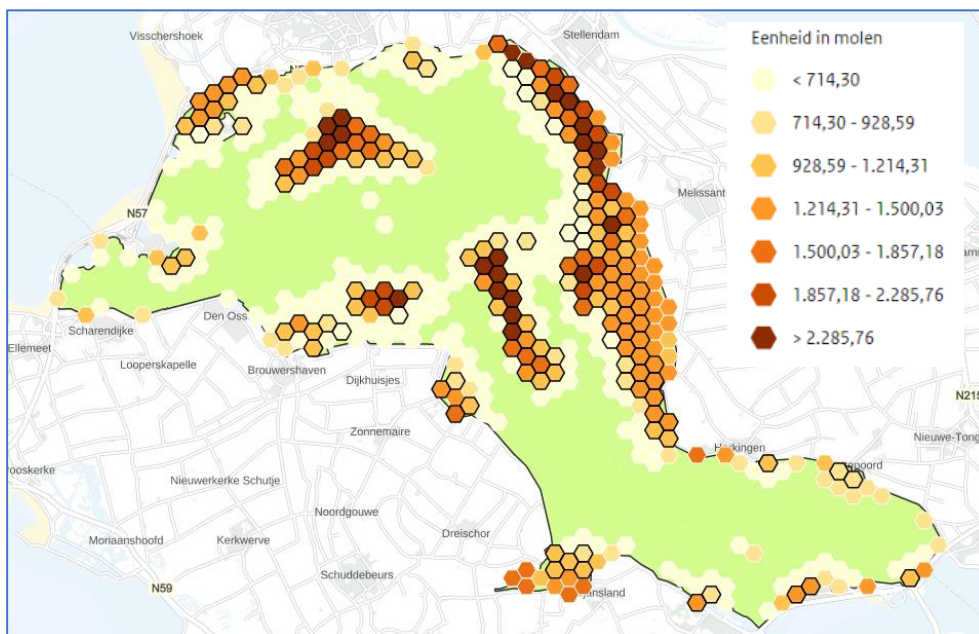 Visschershoek
Stellendam
Eenheid in molen
< 714,30
714,30 - 928,59
928,59 - 1.214,31
1.214,31 - 1.500,03
1.500,03 - 1.857,18
1.857,18 - 2.285,76
> 2.285,76
Melissant
N57
Den Oss
Scharendijke
Ellemeet
Looperskapelle
Brouwershaven
Dijkhuisjes
N215
Zonnemaire
Nieuwe-Tong
Nieuwerkerke Schutje
Noordgouwe
Moriaanshoofd
Kerkwerve
Dreischor
Schuddebeurs
N59